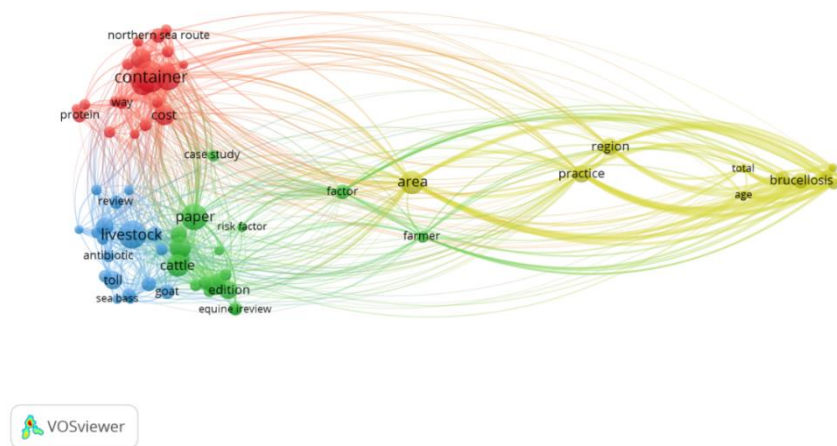 northern sea route
container
way
protein
cost
case study
region
total
practice
brucellosis
area
factor
age
review
paper
risk factor
livestock
farmer
antibiotic
cattle
toll
goat
edition
sea bass
equine ireview
VOSviewer